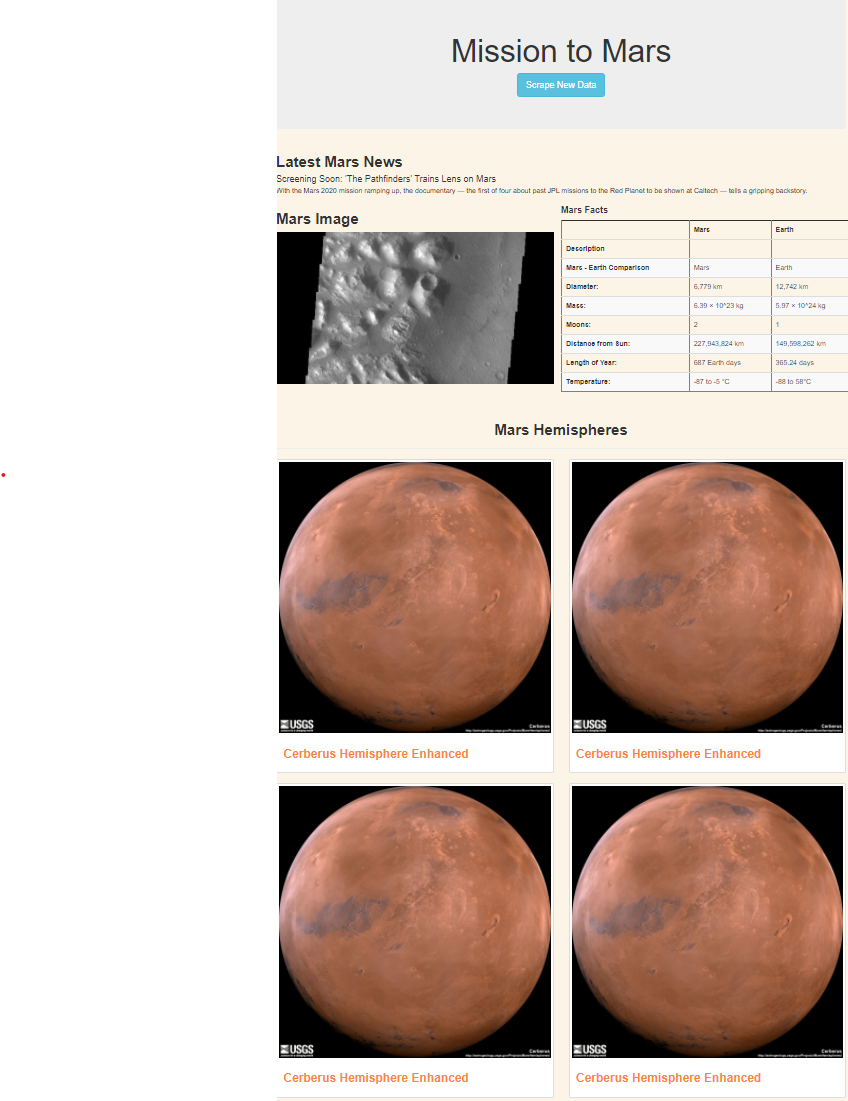 Mission to Mars
Scrape New Data
Latest Mars News
Screening Soon: 'The Pathfinders' Trains Lens on Mars
With the Mars 2020 mission ramping up, the documentary — the first of four about past JPL missions to the Red Planet to be shown at Caltech — tells a gripping backstory.
Mars Image
Mars Facts
Mars Earth
Description
Mars - Earth Comparison Mars Earth
Diameter: 6,779 km 12,742 km
Mass: 6.39 × 10^23 kg 5.97 × 10^24 kg
Moons: 2 1
Distance from Sun: 227,943,824 km 149,598,262 km
Length of Year: 687 Earth days 365.24 days
Temperature: -87 to -5 °C -88 to 58°C
Mars Hemispheres
USGS Cerberus
USGS Cerberus
Cerberus Hemisphere Enhanced
Cerberus Hemisphere Enhanced
USGS Cerberus
USGS Cerberus
Cerberus Hemisphere Enhanced
Cerberus Hemisphere Enhanced